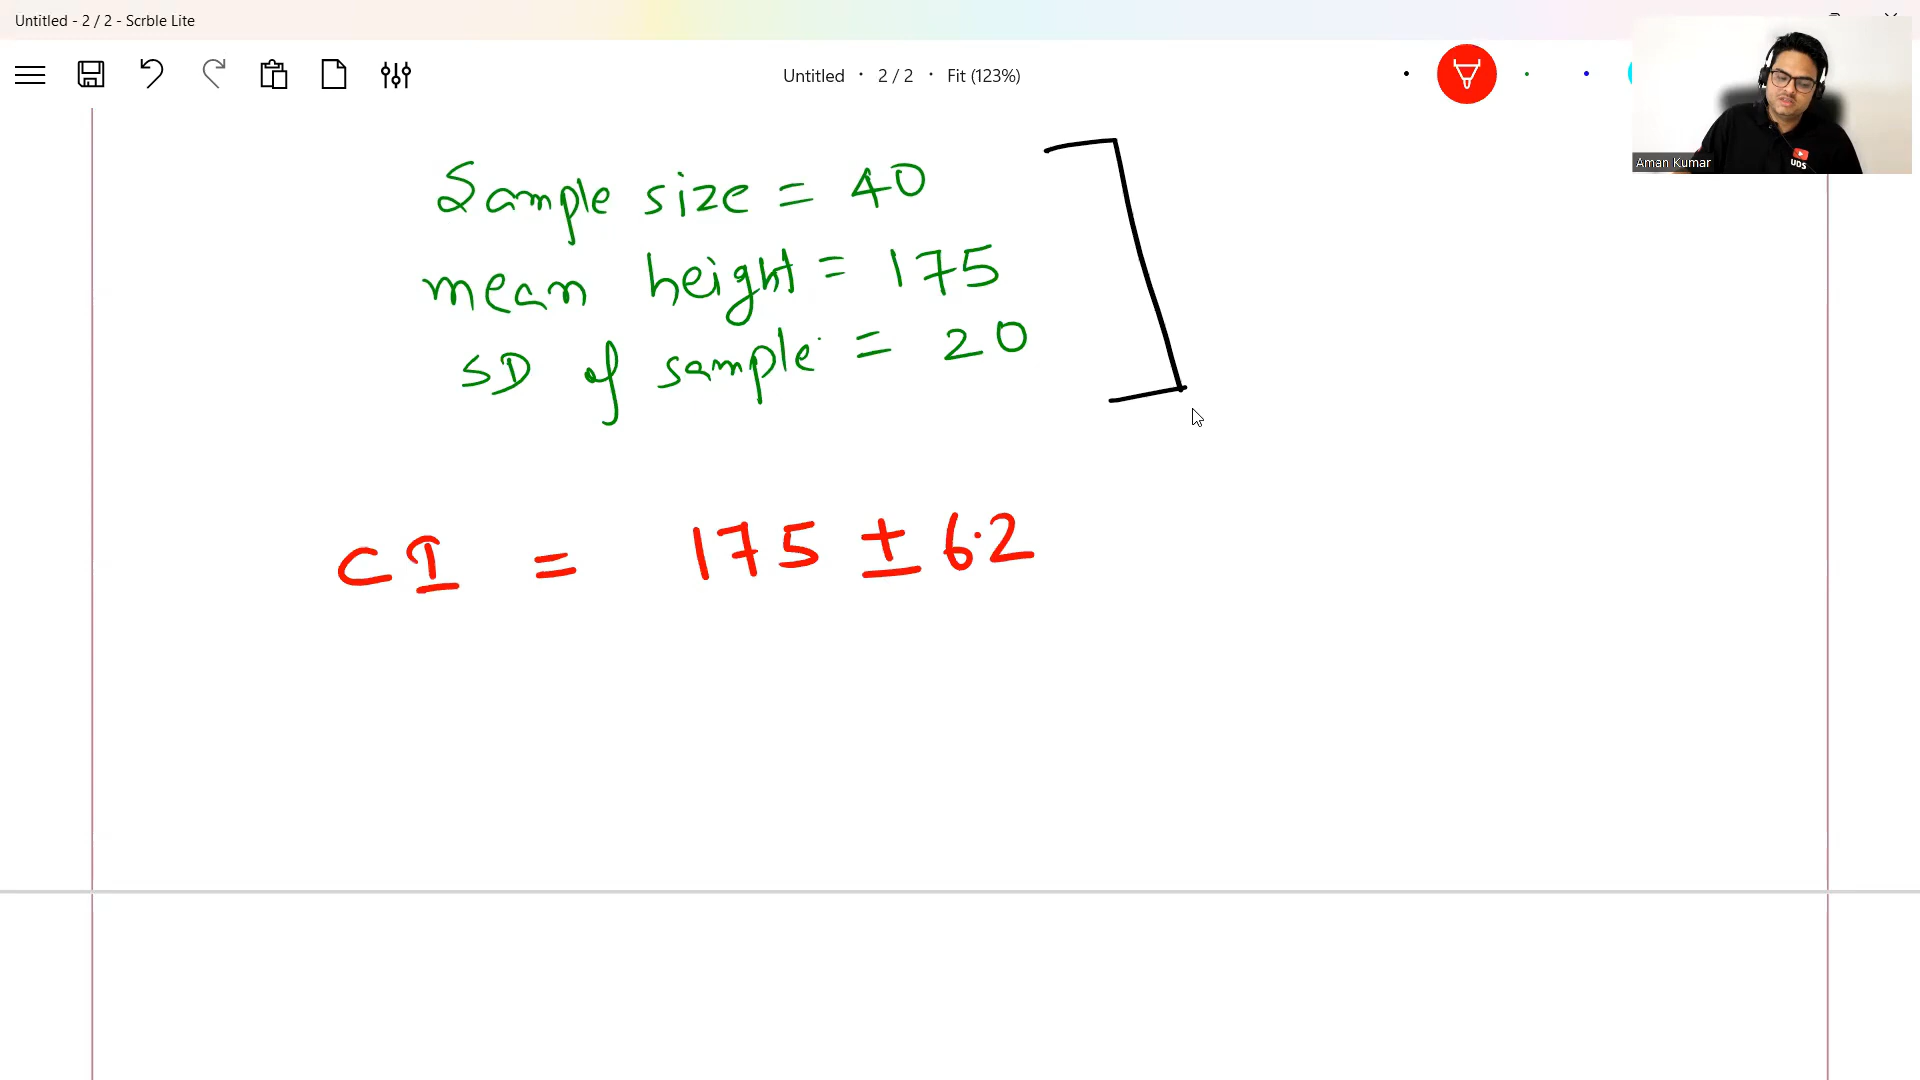 Untitled - 2 / 2 - Scrble Lite
Untitled • 2 / 2 • Fit (123%)
Aman Kumar
UDS
Sample size = 40
mean height = 175
SD of sample = 20
CI = 175 ± 6.2